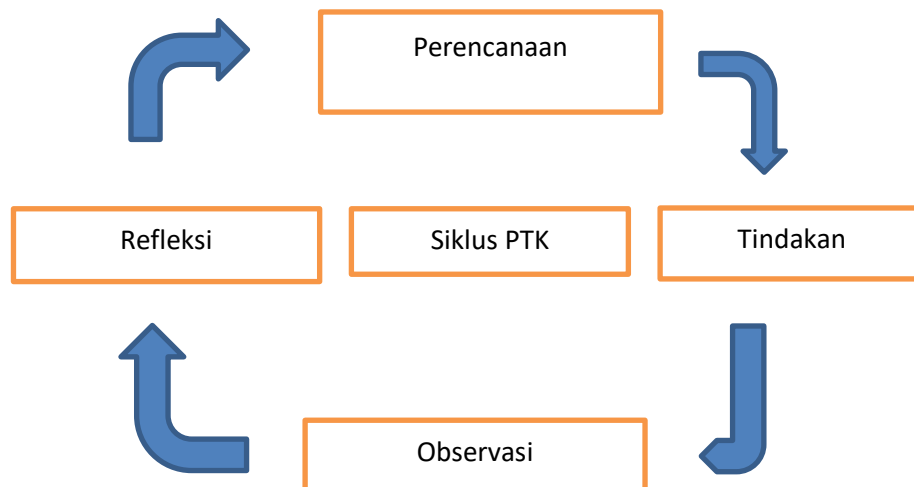 Perencanaan
Refleksi
Siklus PTK
Tindakan
Observasi